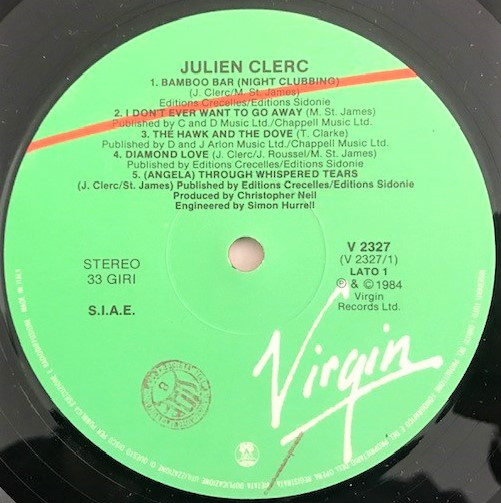 JULIEN CLERC
1. BAMBOO BAR (NIGHT CLUBBING)
(J. Clerc/M. St. James)
Editions Crecelles/Editions Sidonie
2. I DON'T EVER WANT TO GO AWAY (M. St. James)
Published by C and D Music Ltd./Chappell Music Ltd.
3. THE HAWK AND THE DOVE (T. Clarke)
Published by D and J Arlon Music Ltd./Chappell Music Ltd.
4. DIAMOND LOVE (J. Clerc/J. Roussel/M St. James)
Published by Editions Crecelles/Editions Sidonie
5. (ANGELA) THROUGH WHISPERED TEARS
(J. Clerc/St. James) Published by Editions Crecelles/Editions Sidonie
Produced by Christopher Neil
Engineered by Simon Hurrell
STEREO
33 GIRI
S.I.A.E.
V 2327
(V 2327/1)
LATO 1
℗ & © 1984
Virgin
Records Ltd.
Virgin